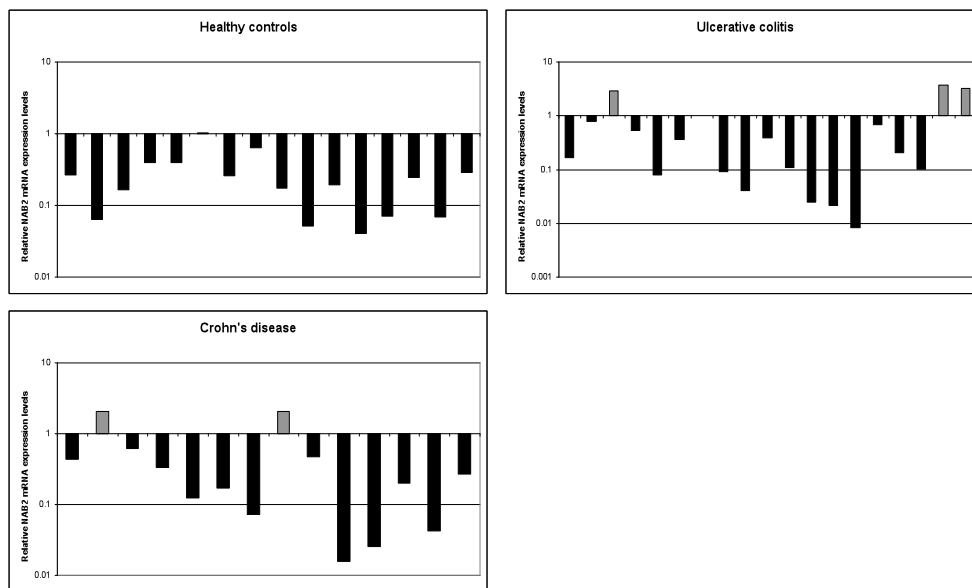 Healthy controls
Relative NAB2 mRNA expression levels
10
1
0.1
0.01
Ulcerative colitis
Relative NAB2 mRNA expression levels
10
1
0.1
0.01
0.001
Crohn's disease
Relative NAB2 mRNA expression levels
10
1
0.1
0.01